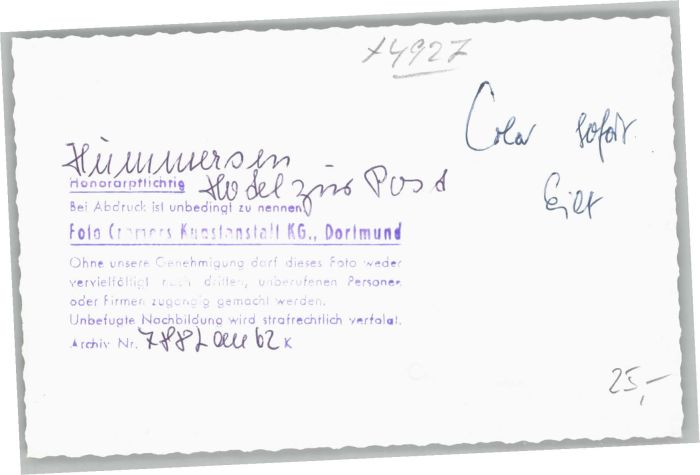 x4927
Color sofort
eilt
Hümmersen
Hotel zur Post
Honorarpflichtig
Bei Abdruck ist unbedingt zu nennen
Foto Cramers Kunstanstalt KG., Dortmund
Ohne unsere Genehmigung darf dieses Foto weder
vervielfältigt noch dritten, unberufenen Personen
oder Firmen zugängig gemacht werden.
Unbefugte Nachbildung wird strafrechtlich verfolgt.
Archiv Nr. K
25,-